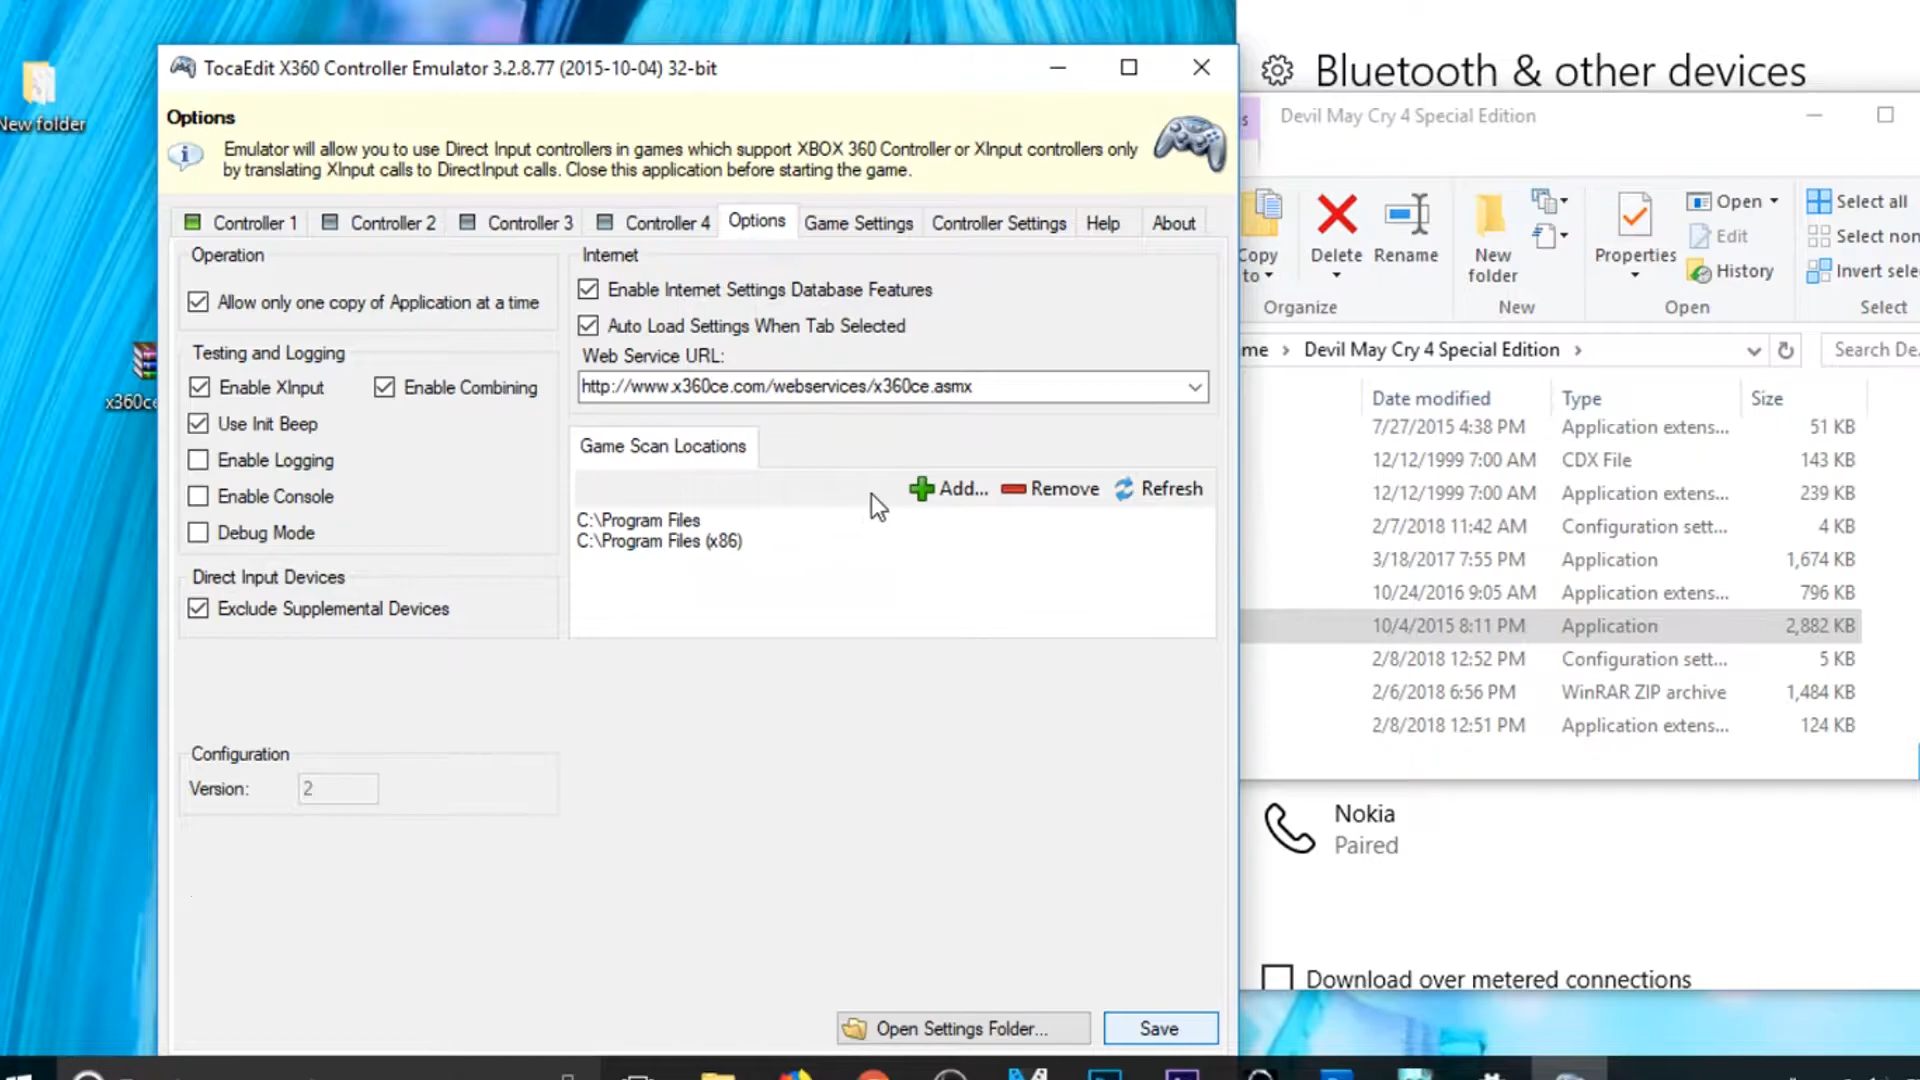 New folder
x360ce
TocaEdit X360 Controller Emulator 3.2.8.77 (2015-10-04) 32-bit
Options
Emulator will allow you to use Direct Input controllers in games which support XBOX 360 Controller or XInput controllers only
by translating XInput calls to DirectInput calls. Close this application before starting the game.
Controller 1
Controller 2
Controller 3
Controller 4
Options
Game Settings
Controller Settings
Help
About
Operation
Allow only one copy of Application at a time
Testing and Logging
Enable XInput
Enable Combining
Use Init Beep
Enable Logging
Enable Console
Debug Mode
Direct Input Devices
Exclude Supplemental Devices
Configuration
Version:
2
Internet
Enable Internet Settings Database Features
Auto Load Settings When Tab Selected
Web Service URL:
http://www.x360ce.com/webservices/x360ce.asmx
Game Scan Locations
Add...
Remove
Refresh
C:\Program Files
C:\Program Files (x86)
Open Settings Folder...
Save
Bluetooth & other devices
s
Devil May Cry 4 Special Edition
Copy
to
Delete
Rename
Organize
New
folder
New
Properties
Open
Edit
History
Open
Select all
Select non
Invert sele
Select
me
Devil May Cry 4 Special Edition
Search De...
Date modified
Type
Size
7/27/2015 4:38 PM Application extens... 51 KB
12/12/1999 7:00 AM CDX File 143 KB
12/12/1999 7:00 AM Application extens... 239 KB
2/7/2018 11:42 AM Configuration sett... 4 KB
3/18/2017 7:55 PM Application 1,674 KB
10/24/2016 9:05 AM Application extens... 796 KB
10/4/2015 8:11 PM Application 2,882 KB
2/8/2018 12:52 PM Configuration sett... 5 KB
2/6/2018 6:56 PM WinRAR ZIP archive 1,484 KB
2/8/2018 12:51 PM Application extens... 124 KB
Nokia
Paired
Download over metered connections